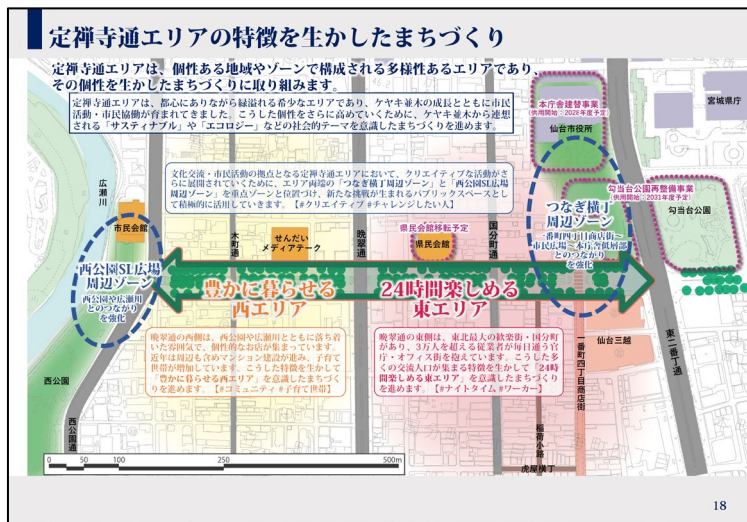 定禅寺通エリアの特徴を生かしたまちづくり
定禅寺通エリアは、個性ある地域やゾーンで構成される多様性あるエリアであり、
その個性を生かしたまちづくりに取り組みます。
定禅寺通エリアは、都心にありながら緑溢れる希少なエリアであり、ケヤキ並木の成長とともに市民
活動・市民協働が育まれてきました。こうした個性をさらに高めていくために、ケヤキ並木から連想
される「サスティナブル」や「エコロジー」などの社会的テーマを意識したまちづくりを進めます。
本庁舎建替事業
(供用開始：2028年度予定)
仙台市役所
宮城県庁
文化交流・市民活動の拠点となる定禅寺通エリアにおいて、クリエイティブな活動がさ
らに展開されていくために、エリア両端の「つなぎ横丁周辺ゾーン」と「西公園SL広場
周辺ゾーン」を重点ゾーンと位置づけ、新たな挑戦が生まれるパブリックスペースとし
て積極的に活用していきます。【#クリエイティブ #チャレンジしたい人】
勾当台公園再整備事業
(供用開始：2031年度予定)
勾当台公園
つなぎ横丁
周辺ゾーン
一番町四丁目商店街～
市民広場～本庁舎低層部
とのつながり
を強化
広瀬川
市民会館
西公園SL広場
周辺ゾーン
西公園や広瀬川
とのつながり
を強化
木町通
せんだい
メディアテーク
晩翠通
県民会館移転予定
県民会館
国分町通
豊かに暮らせる
西エリア
24時間楽しめる
東エリア
晩翠通の西側は、西公園や広瀬川とともに落ち着
いた雰囲気で、個性的なお店が集まっています。
近年は周辺も含めマンション建設が進み、子育て
世帯が増加しています。こうした特徴を生かして
「豊かに暮らせる西エリア」を意識したまちづく
りを進めます。【#コミュニティ #子育て世帯】
晩翠通の東側は、東北最大の歓楽街・国分町
があり、3万人を超える従業者が毎日通う官
庁・オフィス街を抱えています。こうした多
くの交流人口が集まる特徴を生かして「24時
間楽しめる東エリア」を意識したまちづくり
を進めます。【#ナイトタイム #ワーカー】
仙台三越
一番町四丁目商店街
東二番丁通
西公園
西公園通
稲荷小路
虎屋横丁
0 50 100 250 500m
18